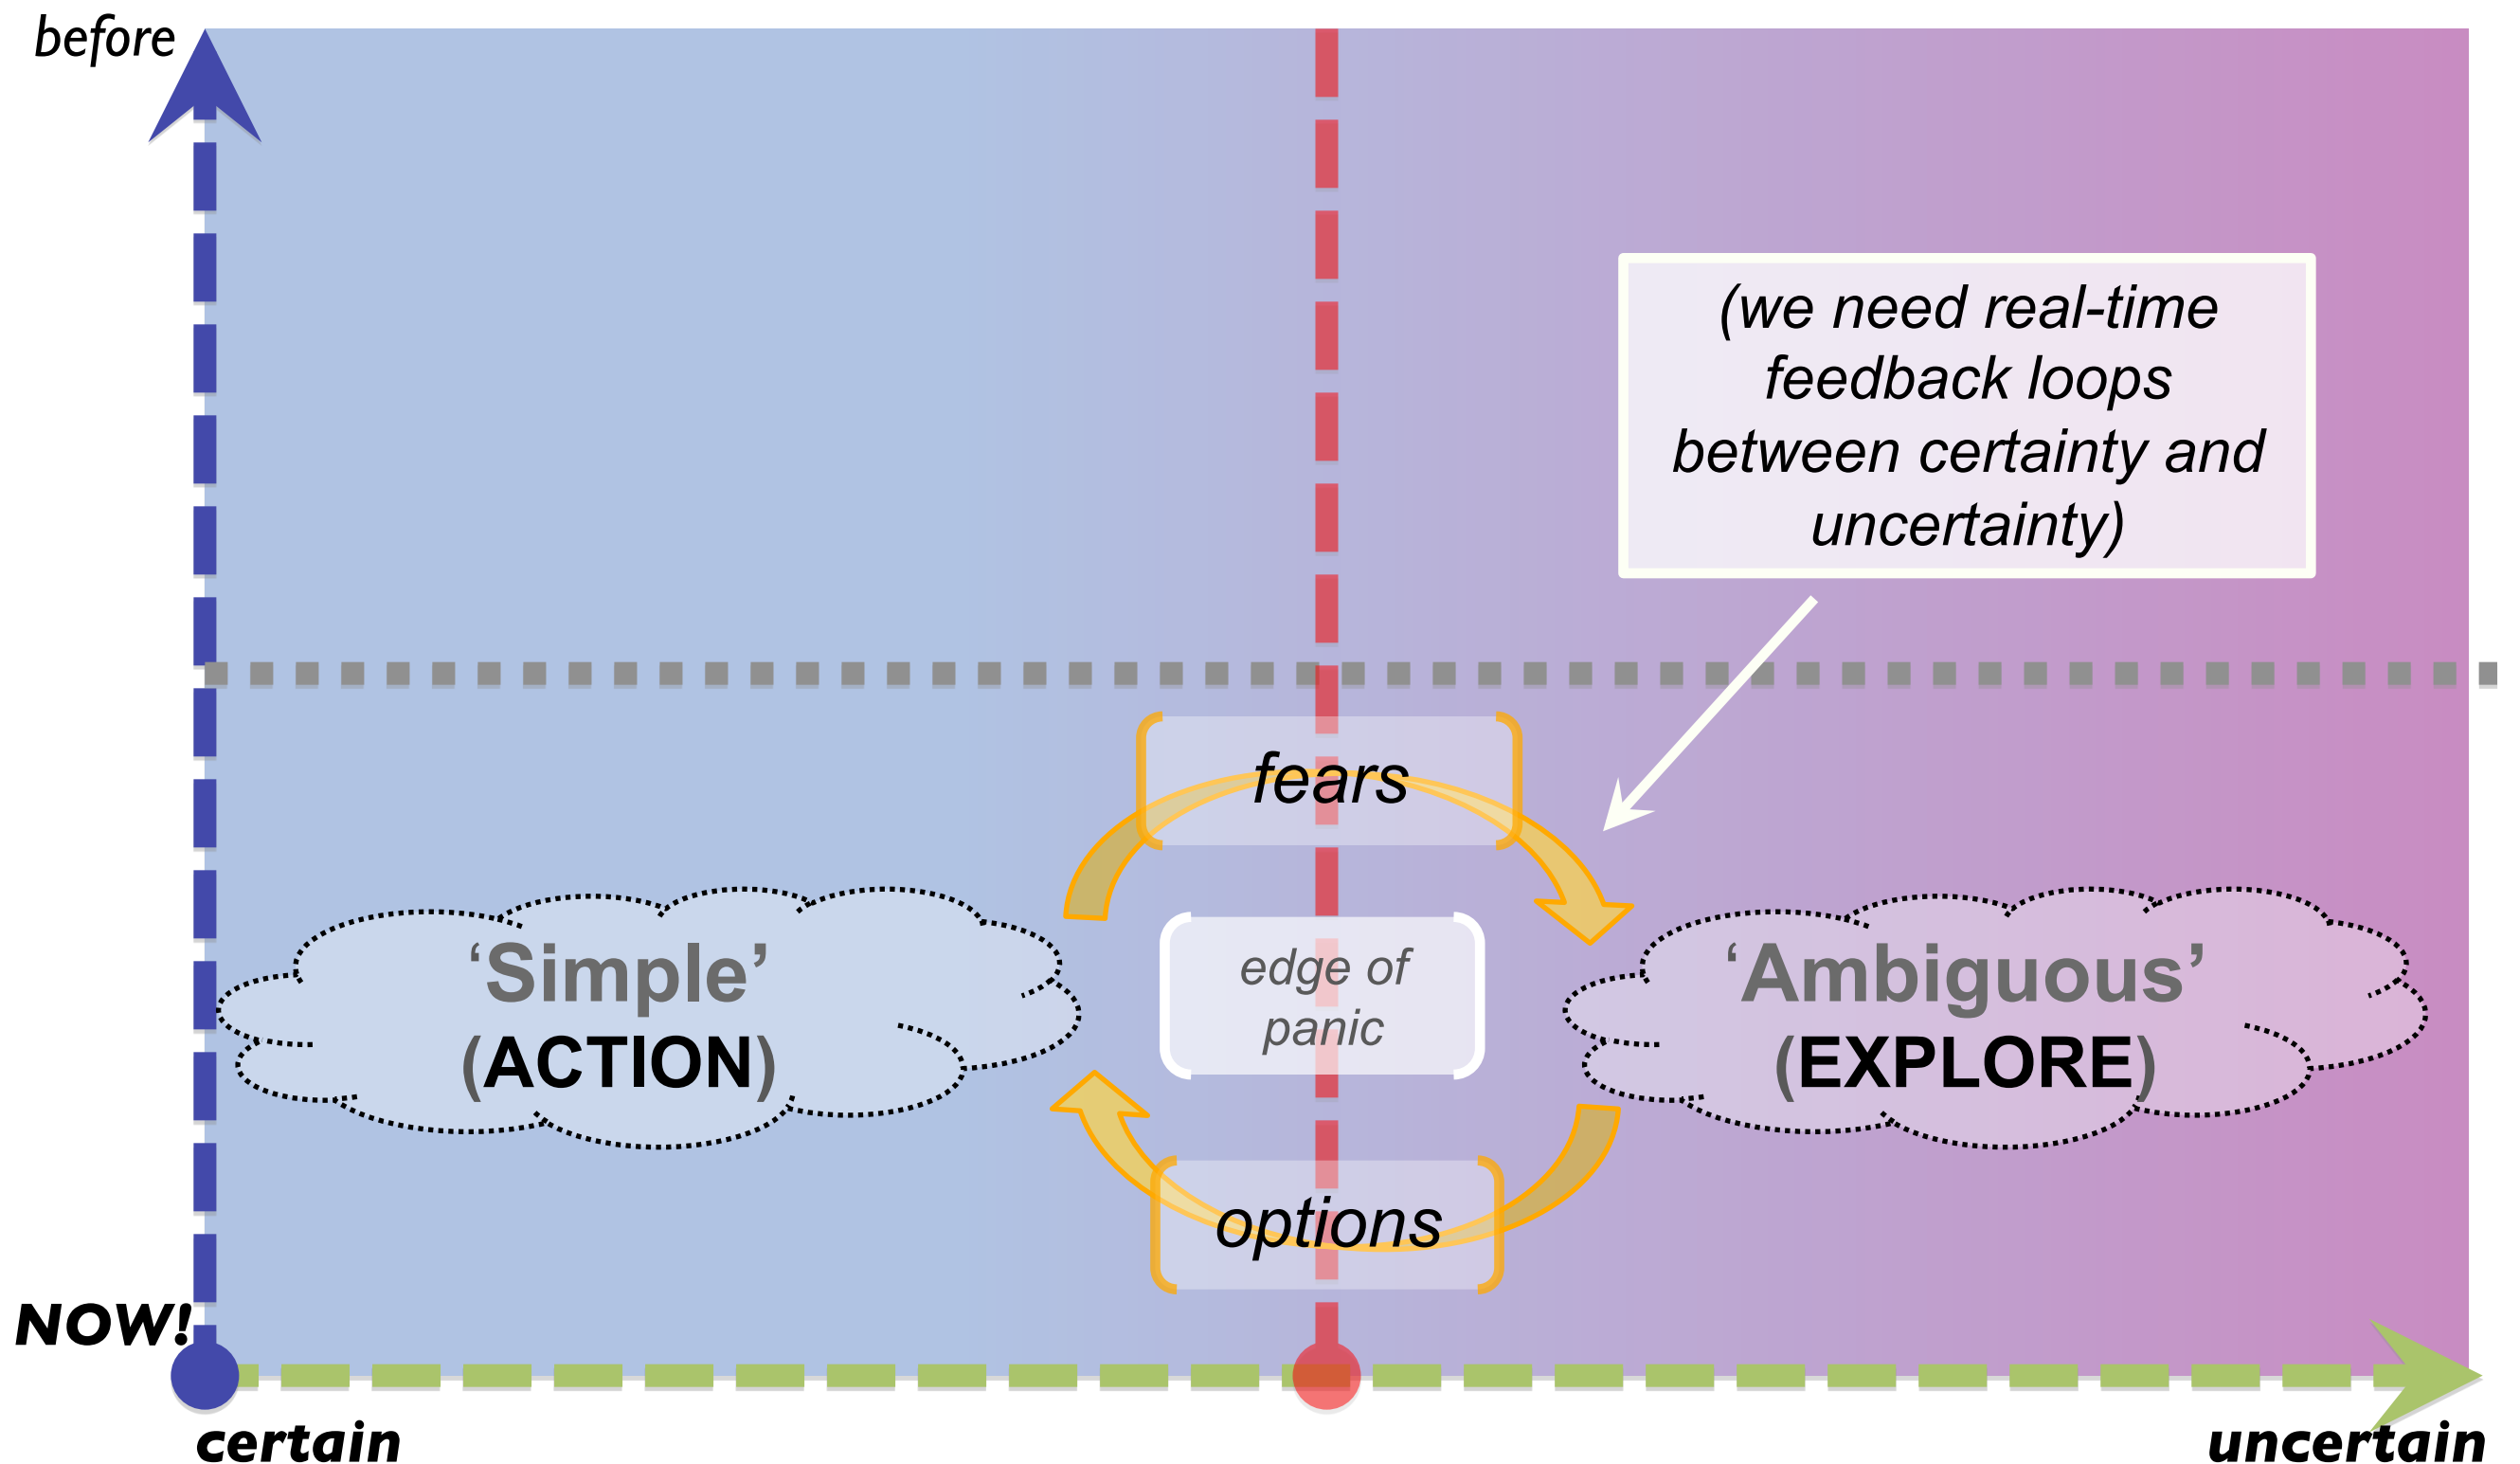 before
(we need real-time
feedback loops
between certainty and
uncertainty)
fears
‘Simple’
(ACTION)
edge of
panic
‘Ambiguous’
(EXPLORE)
options
NOW!
certain
uncertain